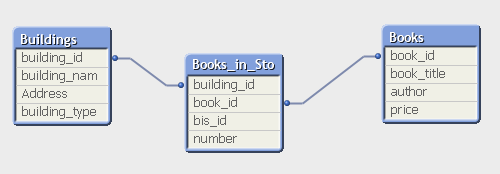 Buildings
building_id
building_nam
Address
building_type
Books_in_Sto
building_id
book_id
bis_id
number
Books
book_id
book_title
author
price